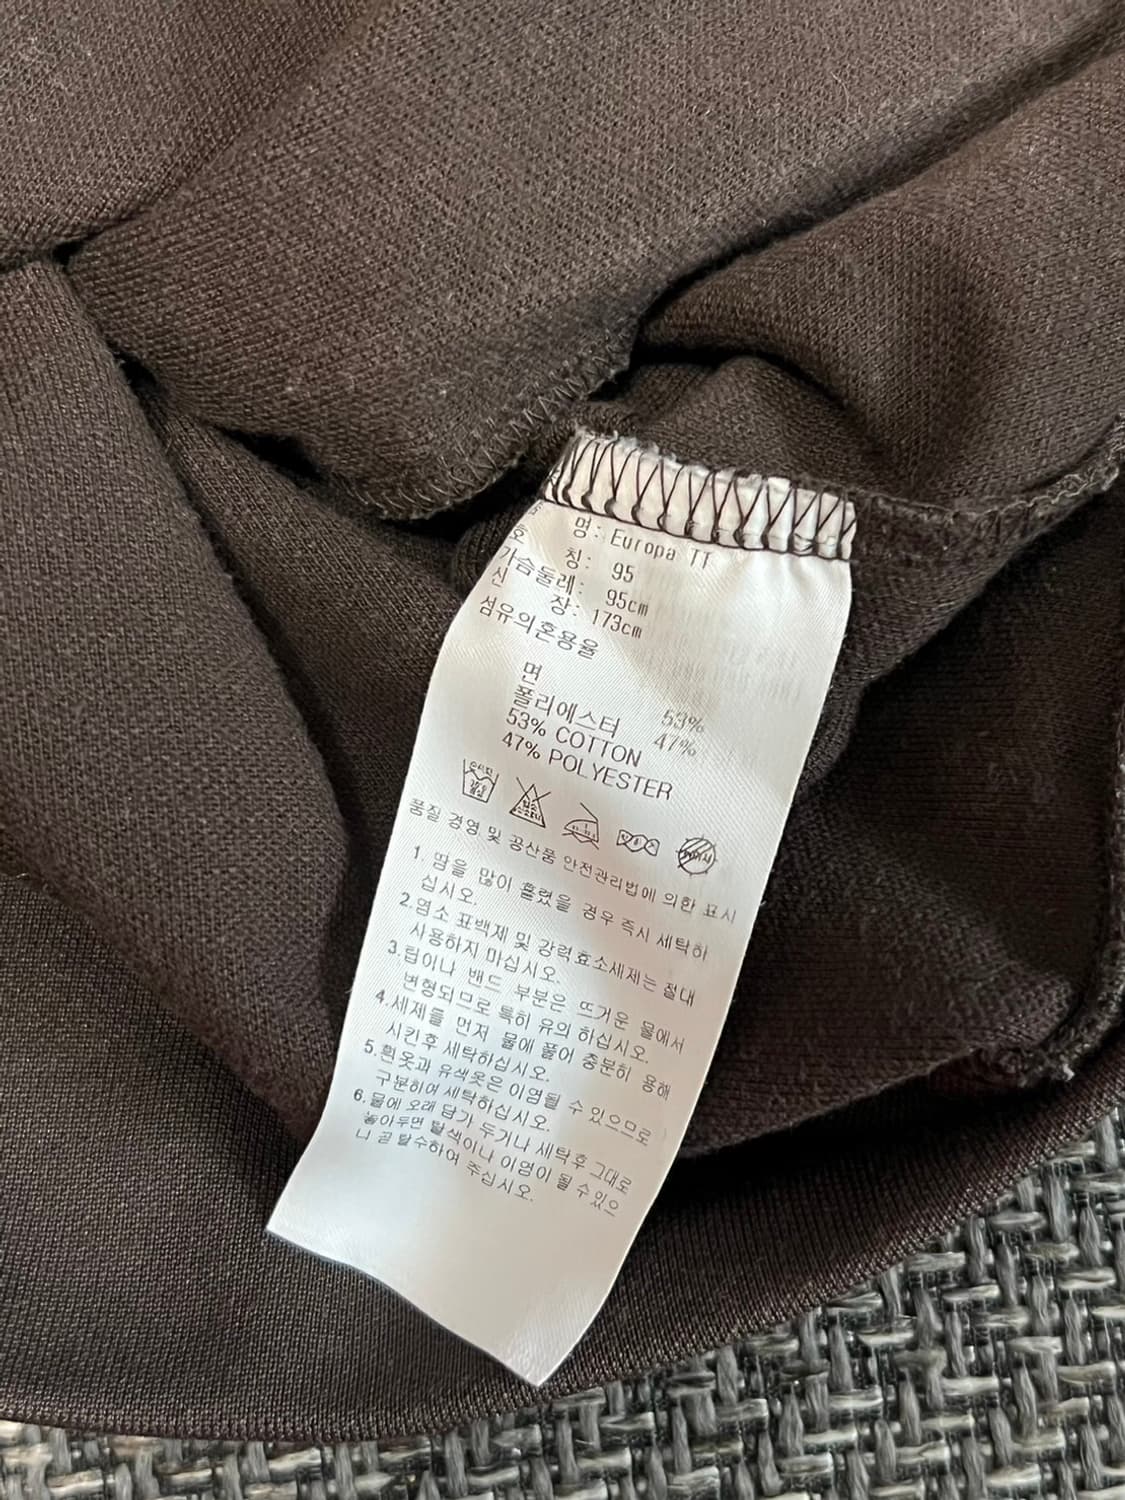 명: Europa TT
호 칭: 95
가슴둘레: 95cm
신 장: 173cm
섬유의혼용율
면 53%
폴리에스터 47%
53% COTTON
47% POLYESTER
품질 경영 및 공산품 안전관리법에 의한 표시
1. 땀을 많이 흘렸을 경우 즉시 세탁하
십시오.
2.염소 표백제 및 강력효소세제는 절대
사용하지 마십시오.
3.립이나 밴드 부분은 뜨거운 물에서
변형되므로 특히 유의 하십시오.
4.세제를 먼저 물에 풀어 충분히 용해
시킨후 세탁하십시오.
5.흰옷과 유색옷은 이염될 수 있으므로
구분하여 세탁하십시오.
6.물에 오래 담가 두거나 세탁후 그대로
놓아두면 탈색이나 이염이 될 수 있으
니 곧 탈수하여 주십시오.